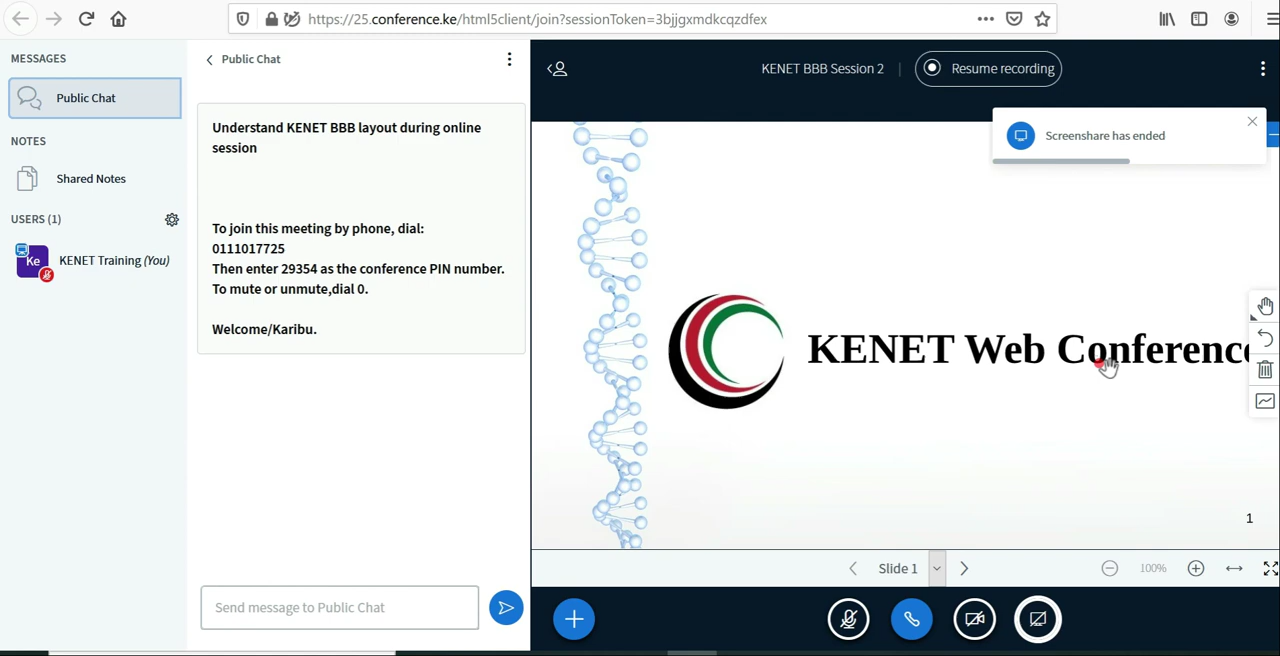 https://25.conference.ke/html5client/join?sessionToken=3bjjgxmdkcqzdfex
MESSAGES
Public Chat
NOTES
Shared Notes
USERS (1)
Ke
KENET Training (You)
Public Chat
Understand KENET BBB layout during online
session
To join this meeting by phone, dial:
0111017725
Then enter 29354 as the conference PIN number.
To mute or unmute,dial 0.
Welcome/Karibu.
Send message to Public Chat
KENET BBB Session 2
Resume recording
Screenshare has ended
KENET Web Conference
1
Slide 1
100%